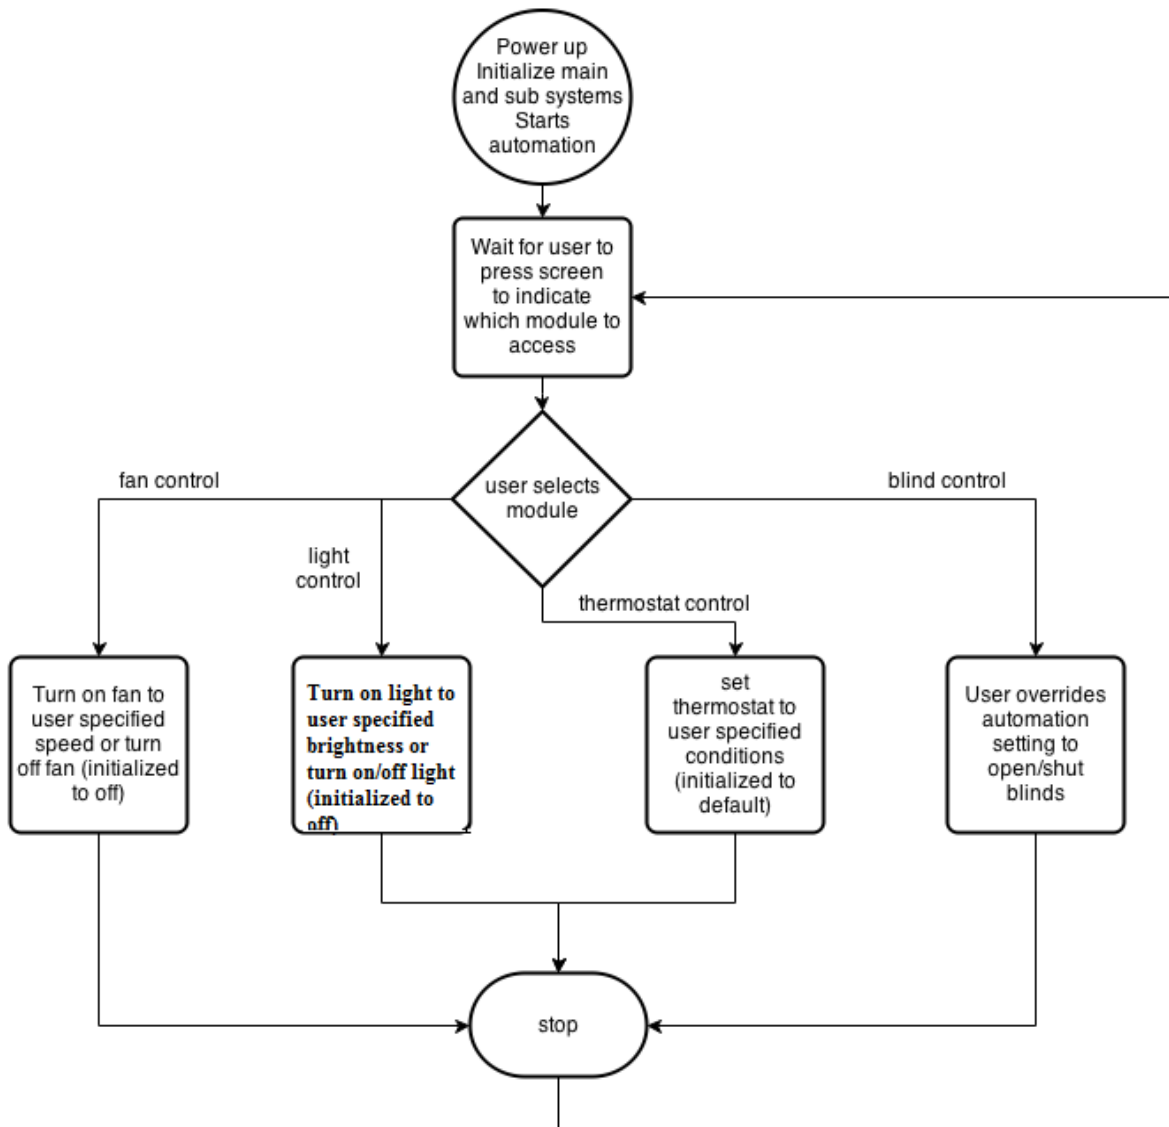 Power up
Initialize main
and sub systems
Starts
automation
Wait for user to
press screen
to indicate
which module to
access
user selects
module
fan control
blind control
light
control
thermostat control
Turn on fan to
user specified
speed or turn
off fan (initialized
to off)
Turn on light to
user specified
brightness or
turn on/off light
(initialized to
off)
set
thermostat to
user specified
conditions
(initialized to
default)
User overrides
automation
setting to
open/shut
blinds
stop